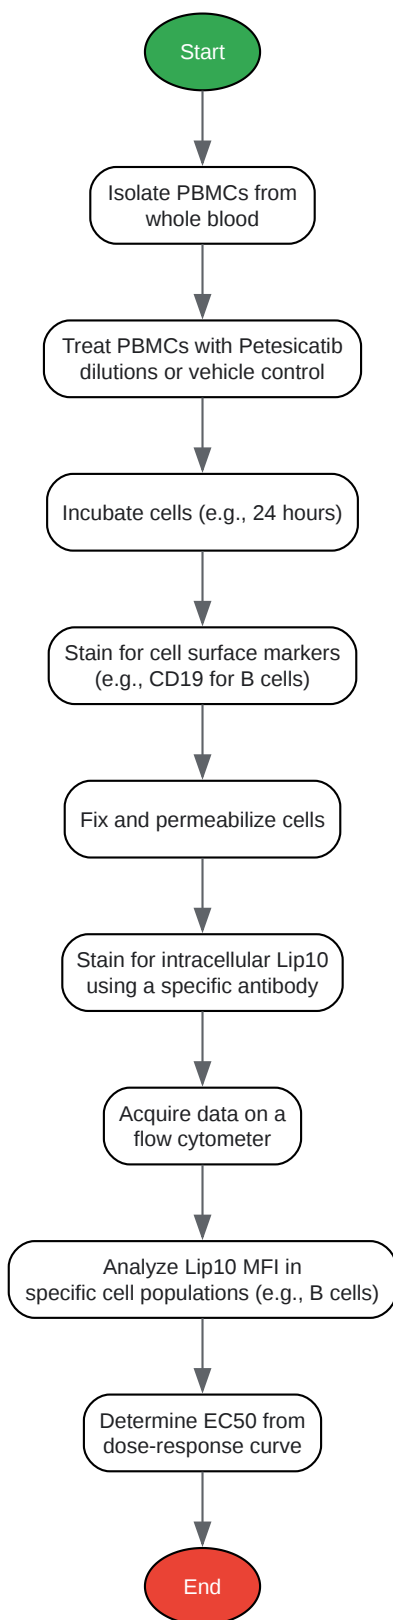 Start
Isolate PBMCs from
whole blood
Treat PBMCs with Petesicatib
dilutions or vehicle control
Incubate cells (e.g., 24 hours)
Stain for cell surface markers
(e.g., CD19 for B cells)
Fix and permeabilize cells
Stain for intracellular Lip10
using a specific antibody
Acquire data on a
flow cytometer
Analyze Lip10 MFI in
specific cell populations (e.g., B cells)
Determine EC50 from
dose-response curve
End